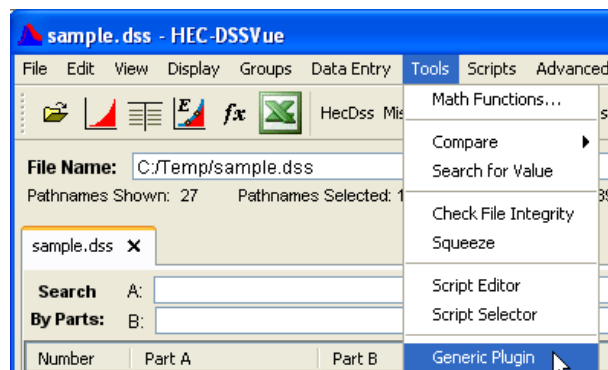 sample.dss - HEC-DSSVue
File Edit View Display Groups Data Entry Tools Scripts Advanced
fx HecDss
Math Functions...
Compare
Search for Value
File Name: C:/Temp/sample.dss
Pathnames Shown: 27 Pathnames Selected: 1
Check File Integrity
Squeeze
sample.dss
Search A:
By Parts: B:
Script Editor
Script Selector
Number Part A Part B
Generic Plugin